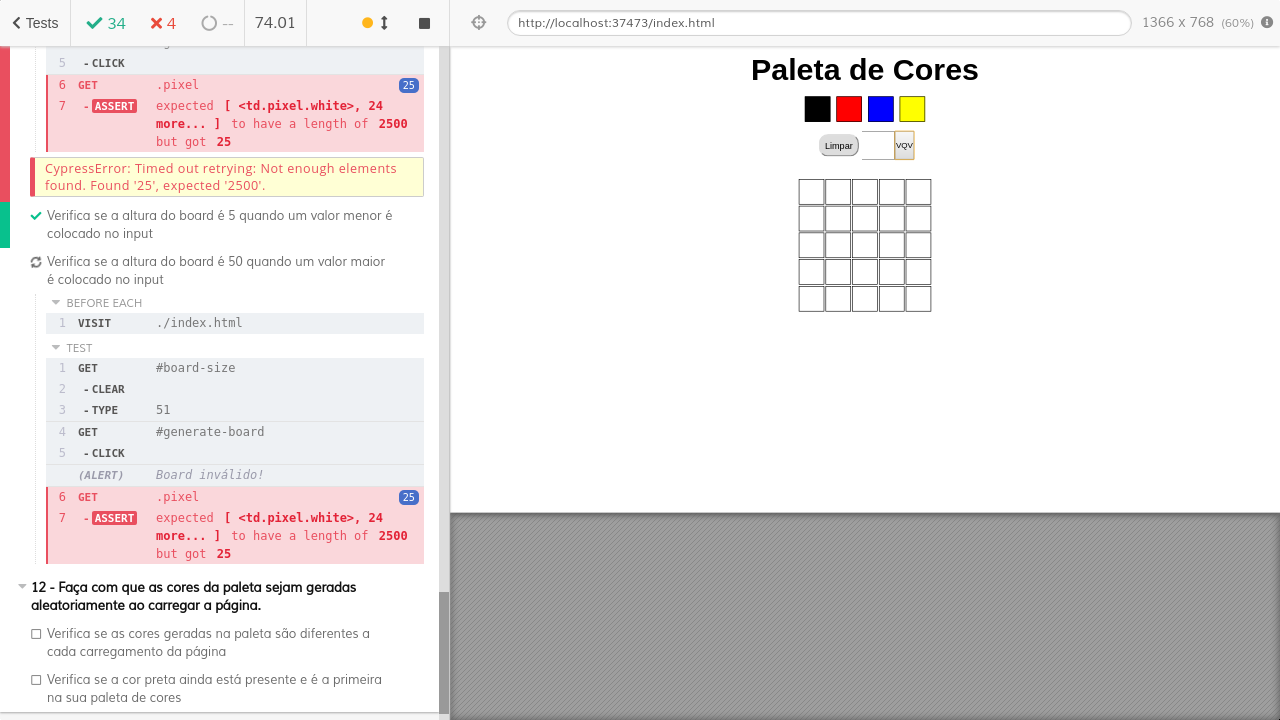 Tests 34 4 -- 74.01
http://localhost:37473/index.html 1366 x 768 (60%)
5 -CLICK
6 GET .pixel 25
7 -ASSERT expected [ <td.pixel.white>, 24
more... ] to have a length of 2500
but got 25
CypressError: Timed out retrying: Not enough elements
found. Found '25', expected '2500'.
Verifica se a altura do board é 5 quando um valor menor é
colocado no input
Verifica se a altura do board é 50 quando um valor maior
é colocado no input
BEFORE EACH
1 VISIT ./index.html
TEST
1 GET #board-size
2 -CLEAR
3 -TYPE 51
4 GET #generate-board
5 -CLICK
(ALERT) Board inválido!
6 GET .pixel 25
7 -ASSERT expected [ <td.pixel.white>, 24
more... ] to have a length of 2500
but got 25
12 - Faça com que as cores da paleta sejam geradas
aleatoriamente ao carregar a página.
Verifica se as cores geradas na paleta são diferentes a
cada carregamento da página
Verifica se a cor preta ainda está presente e é a primeira
na sua paleta de cores
Paleta de Cores
Limpar VQV